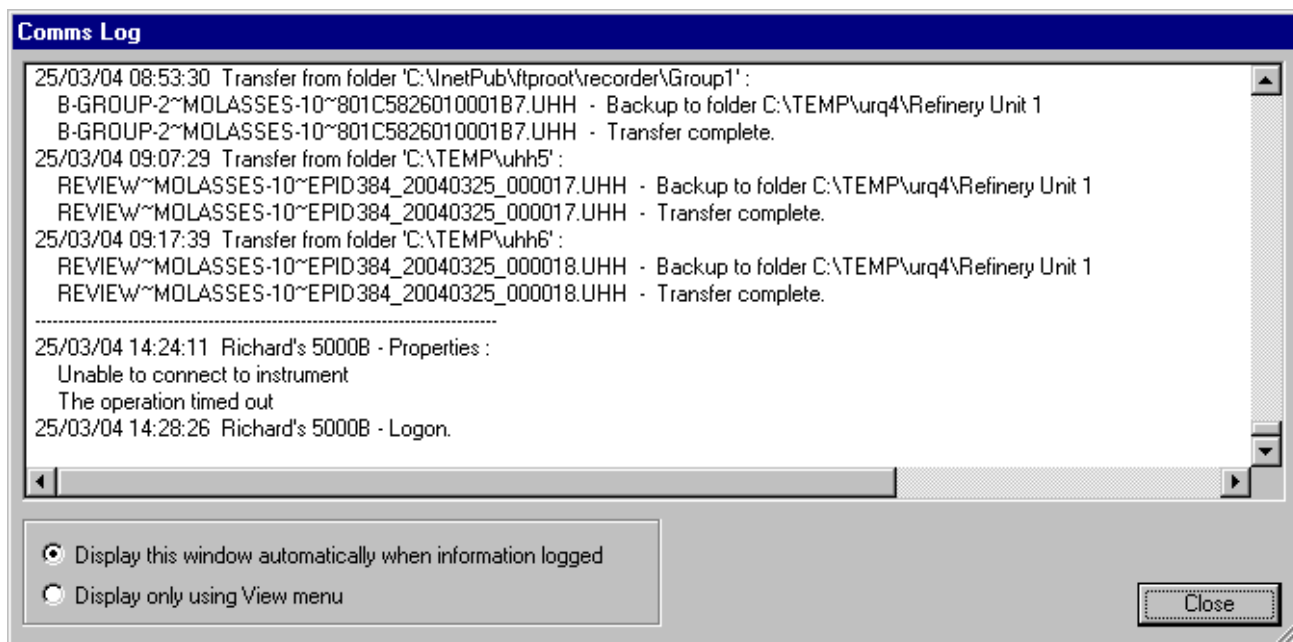 Comms Log
25/03/04 08:53:30  Transfer from folder 'C:\InetPub\ftproot\recorder\Group1' :
B-GROUP-2~MOLASSES-10~801C5826010001B7.UHH  -  Backup to folder C:\TEMP\urq4\Refinery Unit 1
B-GROUP-2~MOLASSES-10~801C5826010001B7.UHH  -  Transfer complete.
25/03/04 09:07:29  Transfer from folder 'C:\TEMP\uhh5' :
REVIEW~MOLASSES-10~EPID384_20040325_000017.UHH  -  Backup to folder C:\TEMP\urq4\Refinery Unit 1
REVIEW~MOLASSES-10~EPID384_20040325_000017.UHH  -  Transfer complete.
25/03/04 09:17:39  Transfer from folder 'C:\TEMP\uhh6' :
REVIEW~MOLASSES-10~EPID384_20040325_000018.UHH  -  Backup to folder C:\TEMP\urq4\Refinery Unit 1
REVIEW~MOLASSES-10~EPID384_20040325_000018.UHH  -  Transfer complete.
--------------------------------------------------------------------------------
25/03/04 14:24:11  Richard's 5000B - Properties :
Unable to connect to instrument
The operation timed out
25/03/04 14:28:26  Richard's 5000B - Logon.
Display this window automatically when information logged
Display only using View menu
Close